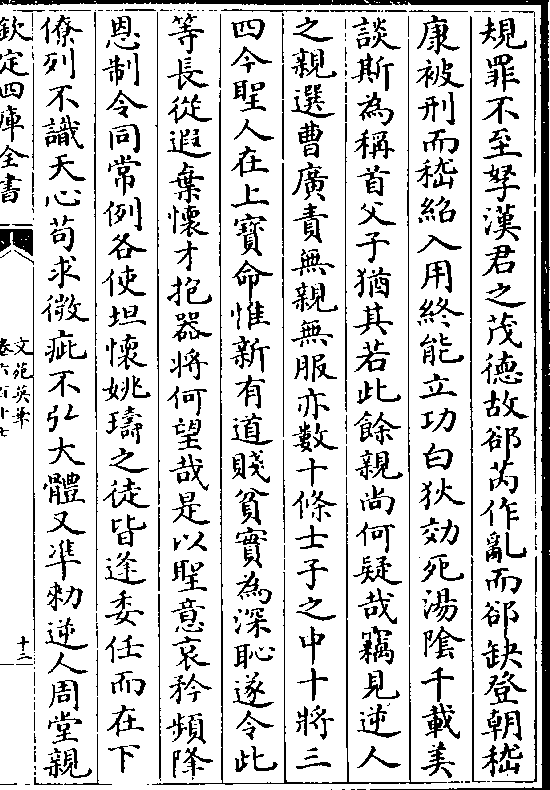 規罪不至孥漢君之茂德故郤芮作亂而郤缺登朝嵇
康被刑而嵇紹入用終能立功白狄効死湯陰千載美
談斯為稱首父子猶其若此餘親尚何疑哉竊見逆人
之親選曹廣責無親無服亦數十條士子之中十將三
四今聖人在上寳命惟新有道賤貧實為深恥遂令此
等長從遐棄懷才抱器將何望哉是以聖意哀矜頻降
恩制令同常例各使坦懷姚璹之徒皆逢委任而在下
僚列不識天心苟求微疵不弘大體又准勑逆人周堂親
欽定四庫全書
文苑英華
卷六百十七
十二